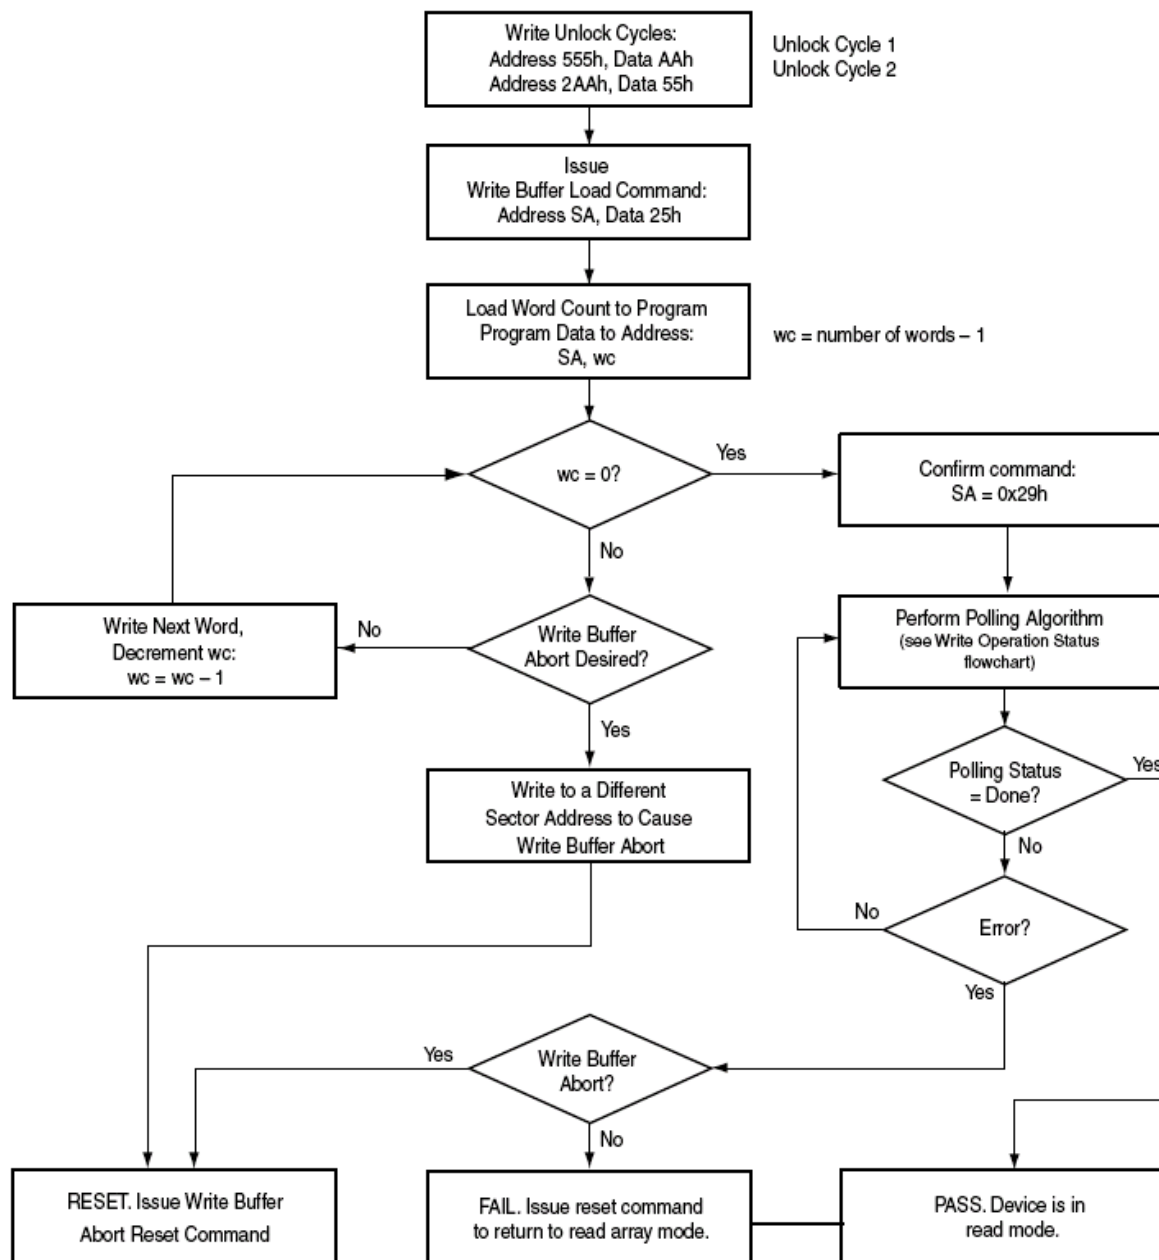 Write Unlock Cycles:
Address 555h, Data AAh
Address 2AAh, Data 55h
Unlock Cycle 1
Unlock Cycle 2
Issue
Write Buffer Load Command:
Address SA, Data 25h
Load Word Count to Program
Program Data to Address:
SA, wc
wc = number of words – 1
wc = 0?
Yes
Confirm command:
SA = 0x29h
No
Write Next Word,
Decrement wc:
wc = wc – 1
No
Write Buffer
Abort Desired?
Perform Polling Algorithm
(see Write Operation Status
flowchart)
Yes
Write to a Different
Sector Address to Cause
Write Buffer Abort
Polling Status
= Done?
Yes
No
No
Error?
Yes
Yes
Write Buffer
Abort?
No
RESET. Issue Write Buffer
Abort Reset Command
FAIL. Issue reset command
to return to read array mode.
PASS. Device is in
read mode.